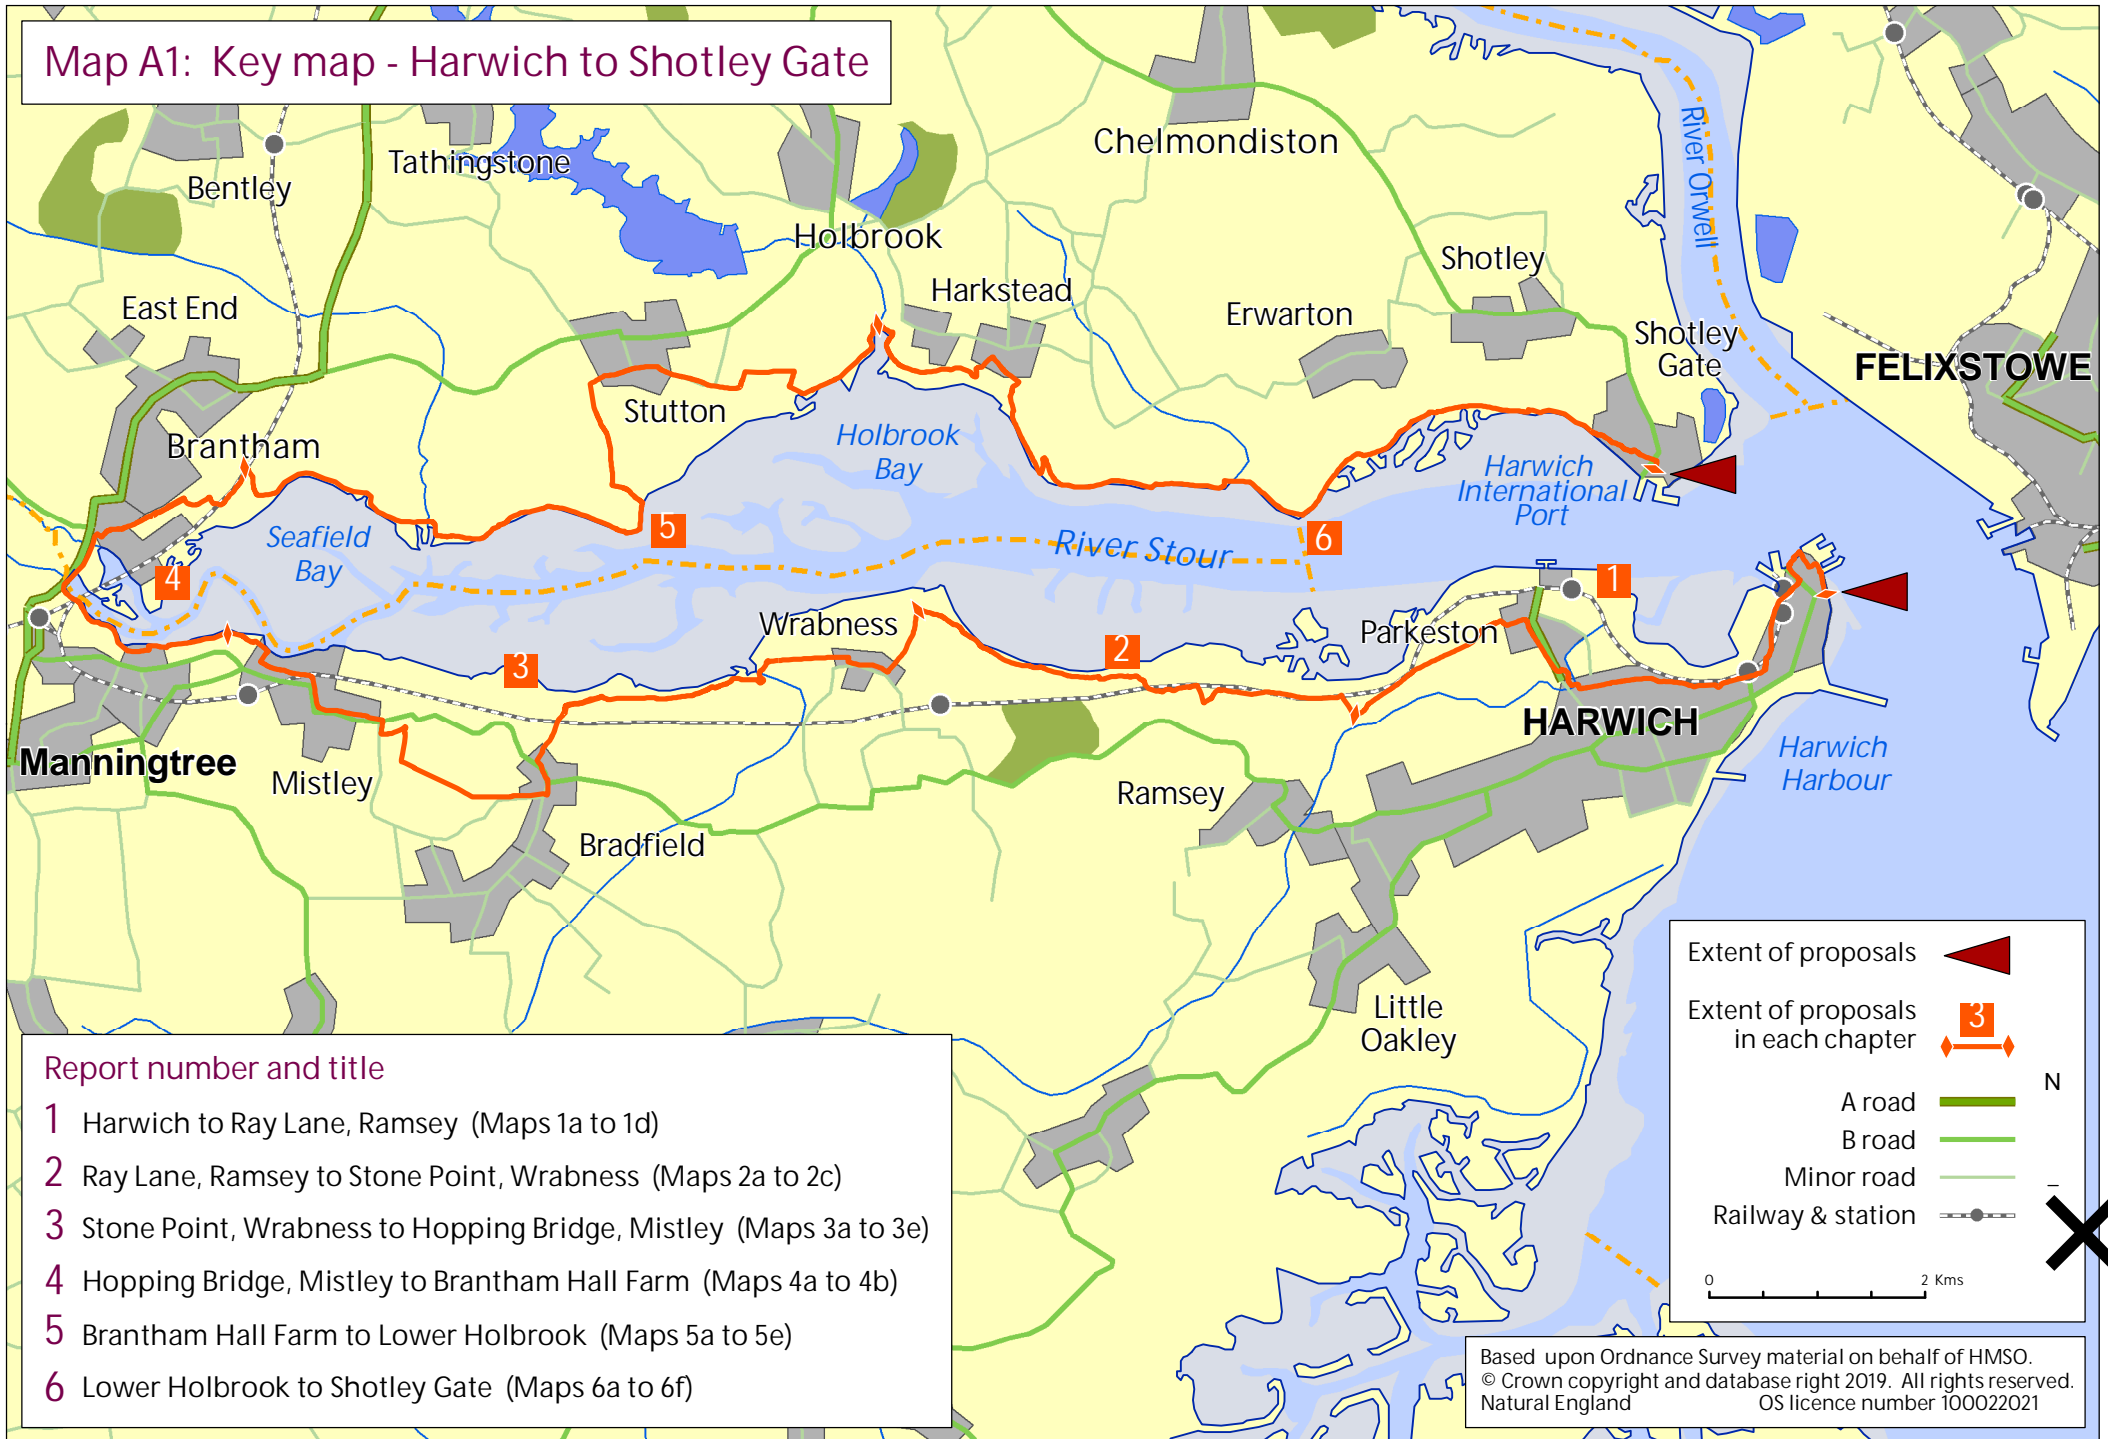 Map A1: Key map - Harwich to Shotley Gate
Bentley
Tathingstone
Chelmondiston
River Orwell
Holbrook
Harkstead
Shotley
East End
Erwarton
Shotley
Gate
FELIXSTOWE
Stutton
Brantham
Holbrook
Bay
Harwich
International
Port
Seafield
Bay
5
6
River Stour
4
1
Wrabness
Parkeston
2
3
HARWICH
Manningtree
Mistley
Harwich
Harbour
Ramsey
Bradfield
Little
Oakley
Extent of proposals
Extent of proposals
in each chapter
3
N
A road
B road
Minor road
Railway & station
0 2 Kms
Report number and title
1 Harwich to Ray Lane, Ramsey (Maps 1a to 1d)
2 Ray Lane, Ramsey to Stone Point, Wrabness (Maps 2a to 2c)
3 Stone Point, Wrabness to Hopping Bridge, Mistley (Maps 3a to 3e)
4 Hopping Bridge, Mistley to Brantham Hall Farm (Maps 4a to 4b)
5 Brantham Hall Farm to Lower Holbrook (Maps 5a to 5e)
6 Lower Holbrook to Shotley Gate (Maps 6a to 6f)
Based upon Ordnance Survey material on behalf of HMSO.
© Crown copyright and database right 2019. All rights reserved.
Natural England OS licence number 100022021